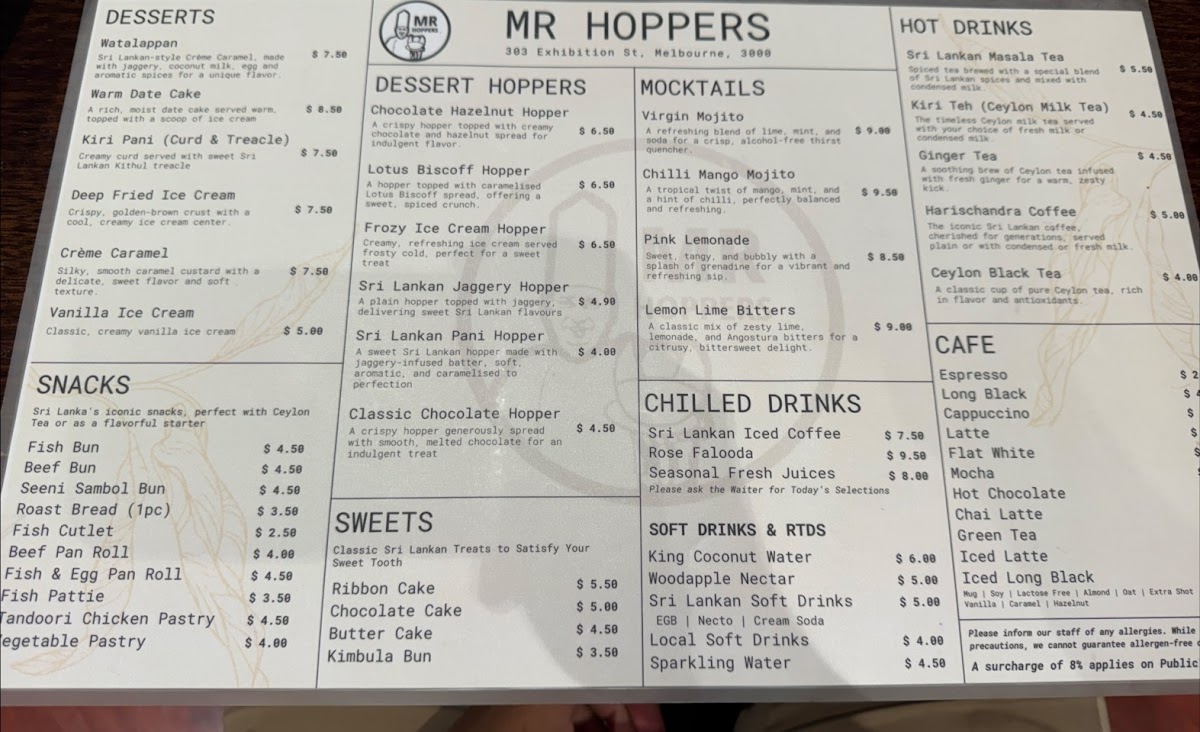 DESSERTS
Watalappan
$ 7.50
Sri Lankan-style Crème Caramel, made
with jaggery, coconut milk, egg and
aromatic spices for a unique flavor.
Warm Date Cake
$ 8.50
A rich, moist date cake served warm,
topped with a scoop of ice cream
Kiri Pani (Curd & Treacle)
$ 7.50
Creamy curd served with sweet Sri
Lankan Kithul treacle
Deep Fried Ice Cream
$ 7.50
Crispy, golden-brown crust with a
cool, creamy ice cream center.
Crème Caramel
$ 7.50
Silky, smooth caramel custard with a
delicate, sweet flavor and soft
texture.
Vanilla Ice Cream
$ 5.00
Classic, creamy vanilla ice cream
SNACKS
Sri Lanka's iconic snacks, perfect with Ceylon
Tea or as a flavorful starter
Fish Bun $ 4.50
Beef Bun $ 4.50
Seeni Sambol Bun $ 4.50
Roast Bread (1pc) $ 3.50
Fish Cutlet $ 2.50
Beef Pan Roll $ 4.00
Fish & Egg Pan Roll $ 4.50
Fish Pattie $ 3.50
Tandoori Chicken Pastry $ 4.50
egetable Pastry $ 4.00
MR
HOPPERS
MR HOPPERS
303 Exhibition St, Melbourne, 3000
DESSERT HOPPERS
Chocolate Hazelnut Hopper
A crispy hopper topped with creamy
chocolate and hazelnut spread for
indulgent flavor.
$ 6.50
Lotus Biscoff Hopper
A hopper topped with caramelised
Lotus Biscoff spread, offering a
sweet, spiced crunch.
$ 6.50
Frozy Ice Cream Hopper
Creamy, refreshing ice cream served
frosty cold, perfect for a sweet
treat
$ 6.50
Sri Lankan Jaggery Hopper
A plain hopper topped with jaggery,
delivering sweet Sri Lankan flavours
$ 4.90
Sri Lankan Pani Hopper
A sweet Sri Lankan hopper made with
jaggery-infused batter, soft,
aromatic, and caramelised to
perfection
$ 4.00
Classic Chocolate Hopper
A crispy hopper generously spread
with smooth, melted chocolate for an
indulgent treat
$ 4.50
SWEETS
Classic Sri Lankan Treats to Satisfy Your
Sweet Tooth
Ribbon Cake $ 5.50
Chocolate Cake $ 5.00
Butter Cake $ 4.50
Kimbula Bun $ 3.50
MOCKTAILS
Virgin Mojito
A refreshing blend of lime, mint, and
soda for a crisp, alcohol-free thirst
quencher.
$ 9.00
Chilli Mango Mojito
A tropical twist of mango, mint, and
a hint of chilli, perfectly balanced
and refreshing.
$ 9.50
Pink Lemonade
Sweet, tangy, and bubbly with a
splash of grenadine for a vibrant and
refreshing sip.
$ 8.50
Lemon Lime Bitters
A classic mix of zesty lime,
lemonade, and Angostura bitters for a
citrusy, bittersweet delight.
$ 9.00
MR
HOPPERS
CHILLED DRINKS
Sri Lankan Iced Coffee $ 7.50
Rose Falooda $ 9.50
Seasonal Fresh Juices $ 8.00
Please ask the Waiter for Today's Selections
SOFT DRINKS & RTDS
King Coconut Water $ 6.00
Woodapple Nectar $ 5.00
Sri Lankan Soft Drinks $ 5.00
EGB | Necto | Cream Soda
Local Soft Drinks $ 4.00
Sparkling Water $ 4.50
HOT DRINKS
Sri Lankan Masala Tea
Spiced tea brewed with a special blend
of Sri Lankan spices and mixed with
condensed milk.
$ 5.50
Kiri Teh (Ceylon Milk Tea)
The timeless Ceylon milk tea served
with your choice of fresh milk or
condensed milk.
$ 4.50
Ginger Tea
A soothing brew of Ceylon tea infused
with fresh ginger for a warm, zesty
kick.
$ 4.50
Harischandra Coffee
The iconic Sri Lankan coffee,
cherished for generations, served
plain or with condensed or fresh milk.
$ 5.00
Ceylon Black Tea
A classic cup of pure Ceylon tea, rich
in flavor and antioxidants.
$ 4.00
CAFE
Espresso $ 2
Long Black $
Cappuccino $
Latte $
Flat White $
Mocha
Hot Chocolate
Chai Latte
Green Tea
Iced Latte
Iced Long Black
Mug | Soy | Lactose Free | Almond | Oat | Extra Shot
Vanilla | Caramel | Hazelnut
Please inform our staff of any allergies. While
precautions, we cannot guarantee allergen-free
A surcharge of 8% applies on Public